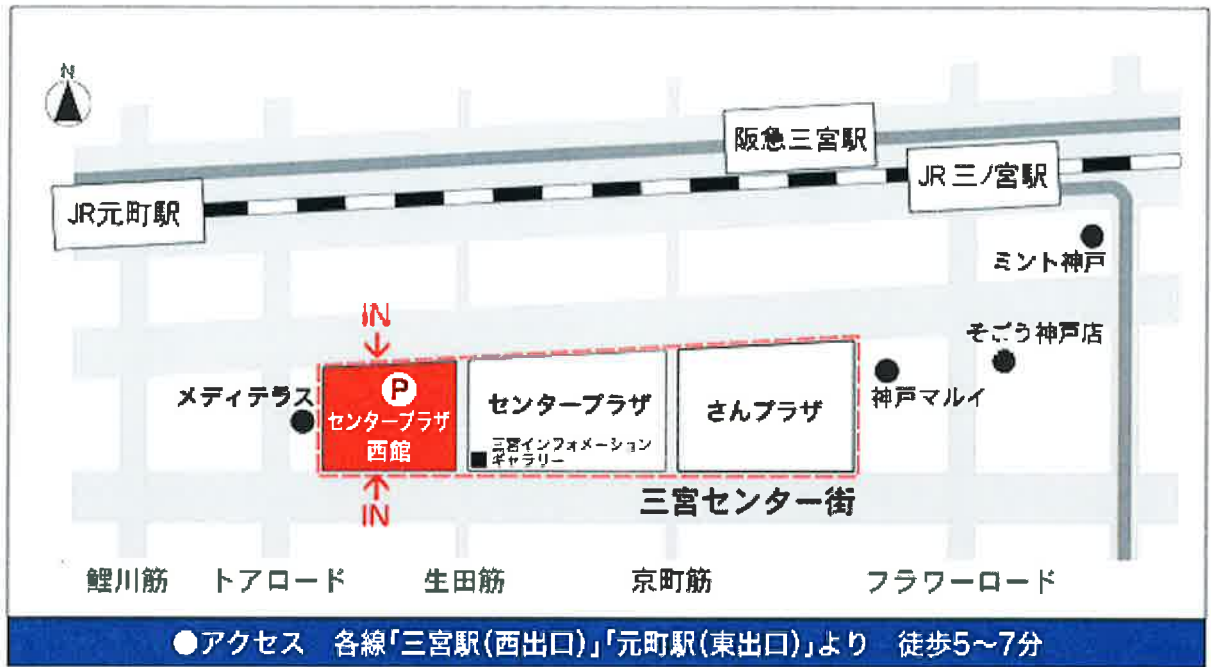 N
阪急三宮駅
JR三ノ宮駅
JR元町駅
ミント神戸
IN
そごう神戸店
メディテラス
P
センタープラザ
西館
センタープラザ
三宮インフォメーション
ギャラリー
さんプラザ
神戸マルイ
三宮センター街
IN
鯉川筋
トアロード
生田筋
京町筋
フラワーロード
●アクセス 各線「三宮駅(西出口)」「元町駅(東出口)」より 徒歩5～7分